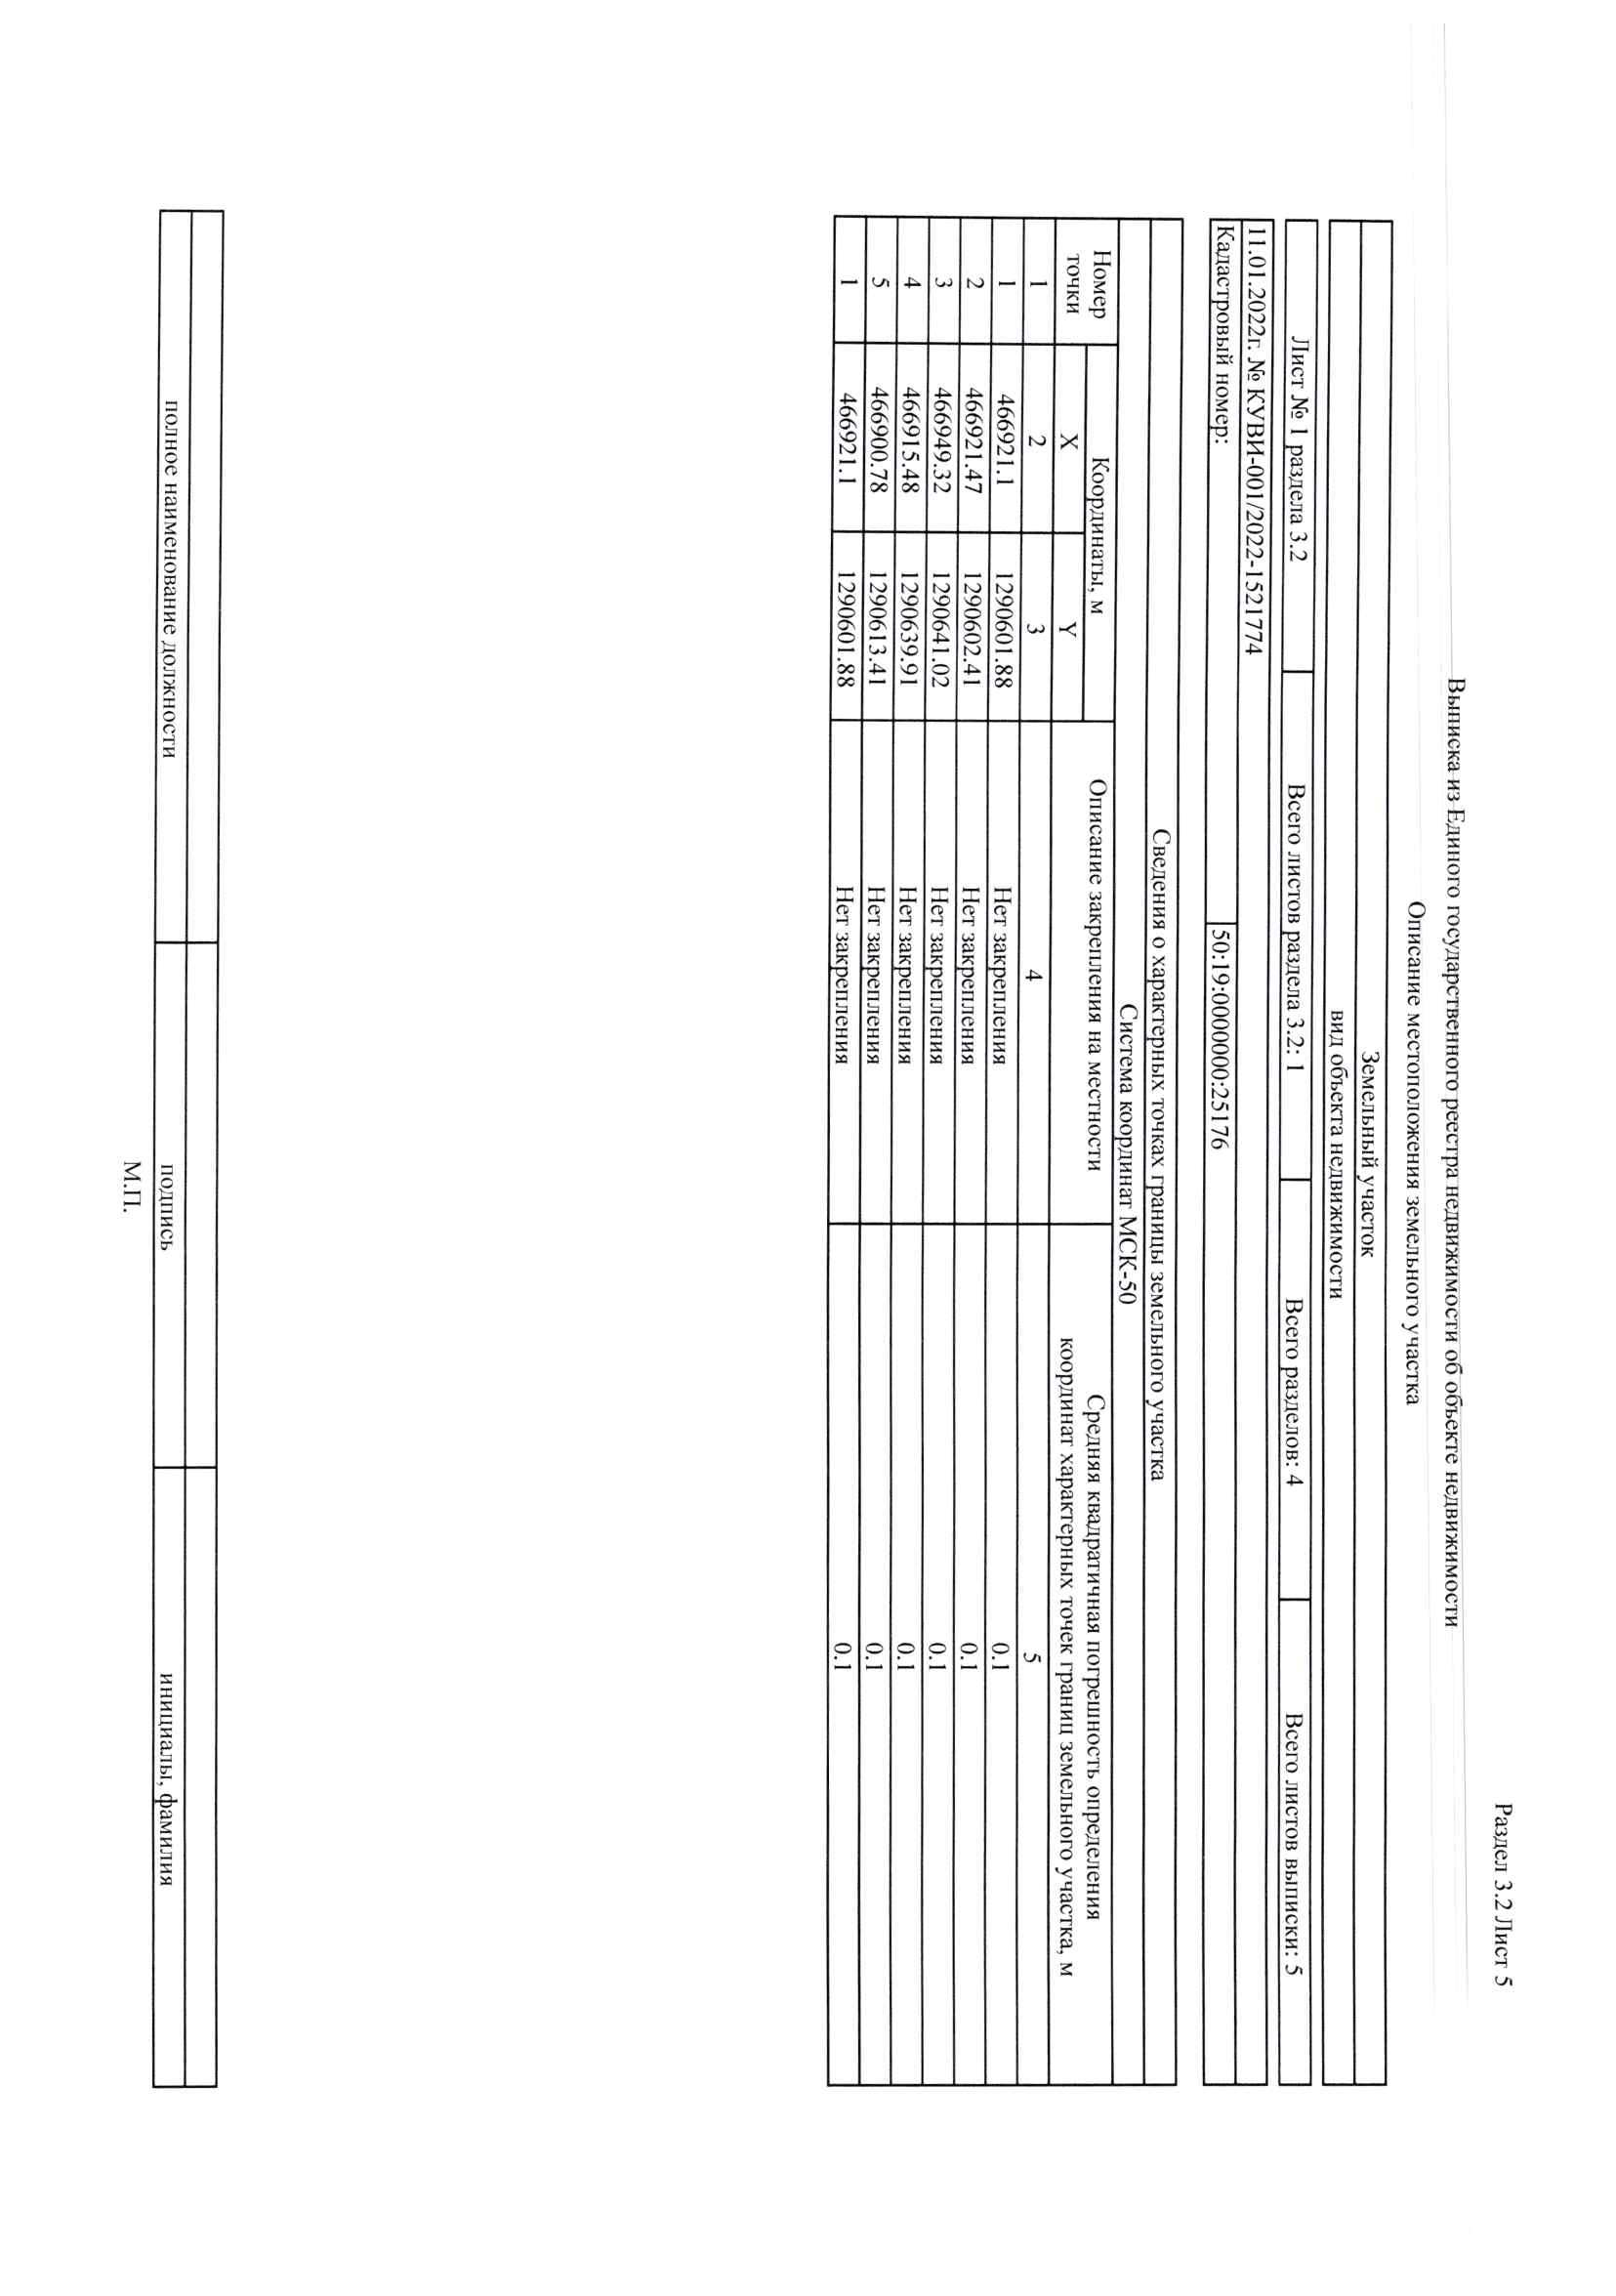 Раздел 3.2 Лист 5
Выписка из Единого государственного реестра недвижимости об объекте недвижимости
Описание местоположения земельного участка
Земельный участок
вид объекта недвижимости
Лист № 1 раздела 3.2 Всего листов раздела 3.2: 1 Всего разделов: 4 Всего листов выписки: 5
11.01.2022г. № КУВИ-001/2022-1521774
Кадастровый номер: 50:19:0000000:25176
Сведения о характерных точках границы земельного участка
Система координат МСК-50
Номер точки Координаты, м Описание закрепления на местности Средняя квадратичная погрешность определения
X Y координат характерных точек границ земельного участка, м
1 2 3 4 5
1 466921.1 1290601.88 Нет закрепления 0.1
2 466921.47 1290602.41 Нет закрепления 0.1
3 466949.32 1290641.02 Нет закрепления 0.1
4 466915.48 1290639.91 Нет закрепления 0.1
5 466900.78 1290613.41 Нет закрепления 0.1
1 466921.1 1290601.88 Нет закрепления 0.1
полное наименование должности подпись инициалы, фамилия
М.П.